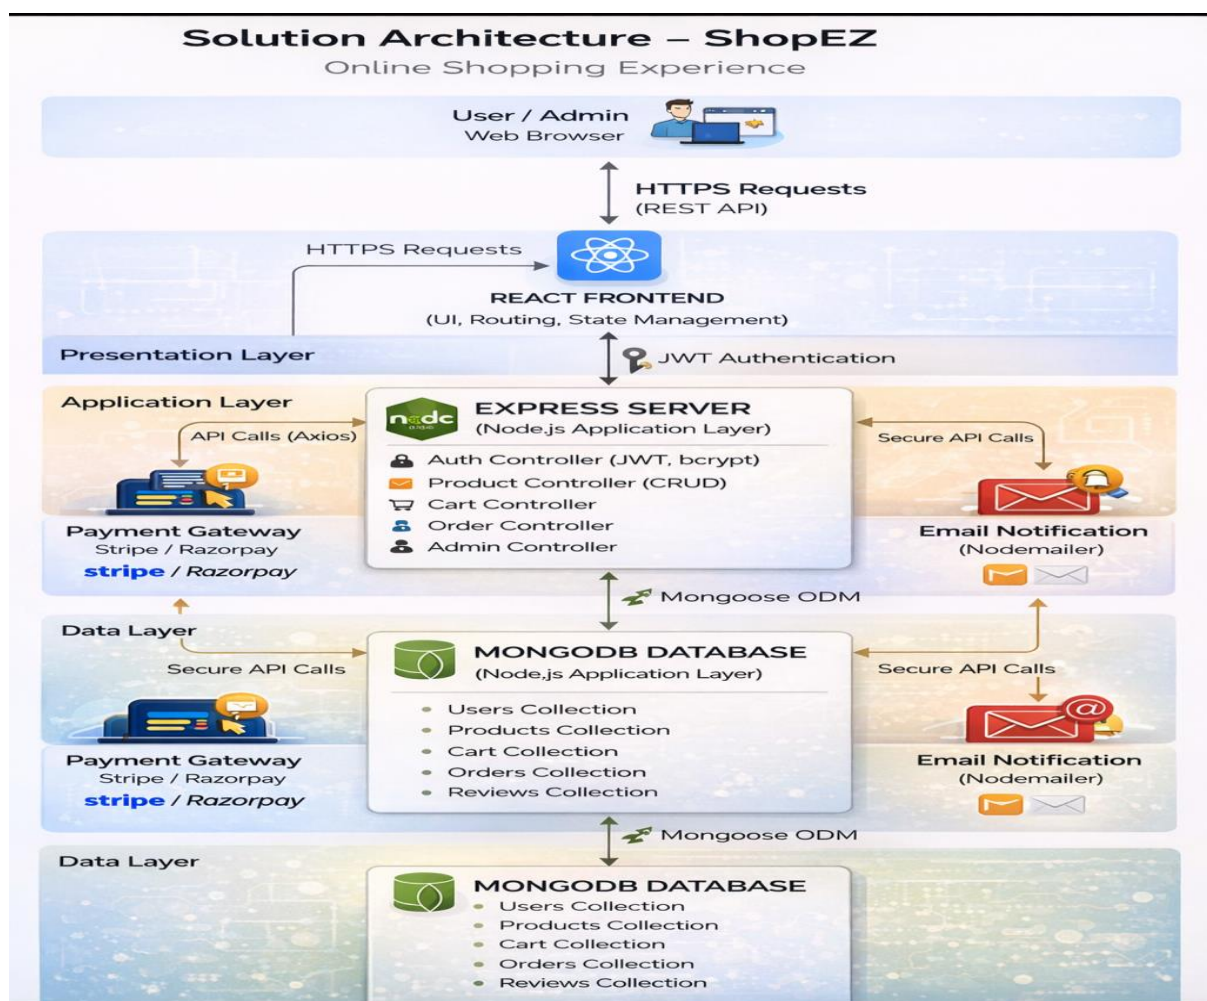 Solution Architecture – ShopEZ
Online Shopping Experience
User / Admin
Web Browser
HTTPS Requests
(REST API)
HTTPS Requests
REACT FRONTEND
(UI, Routing, State Management)
Presentation Layer
JWT Authentication
Application Layer
API Calls (Axios)
EXPRESS SERVER
(Node.js Application Layer)
Auth Controller (JWT, bcrypt)
Product Controller (CRUD)
Cart Controller
Order Controller
Admin Controller
Secure API Calls
Payment Gateway
Stripe / Razorpay
stripe / Razorpay
Email Notification
(Nodemailer)
Mongoose ODM
Data Layer
Secure API Calls
MONGODB DATABASE
(Node,js Application Layer)
Users Collection
Products Collection
Cart Collection
Orders Collection
Reviews Collection
Secure API Calls
@
Payment Gateway
Stripe / Razorpay
stripe / Razorpay
Email Notification
(Nodemailer)
Mongoose ODM
Data Layer
MONGODB DATABASE
Users Collection
Products Collection
Cart Collection
Orders Collection
Reviews Collection